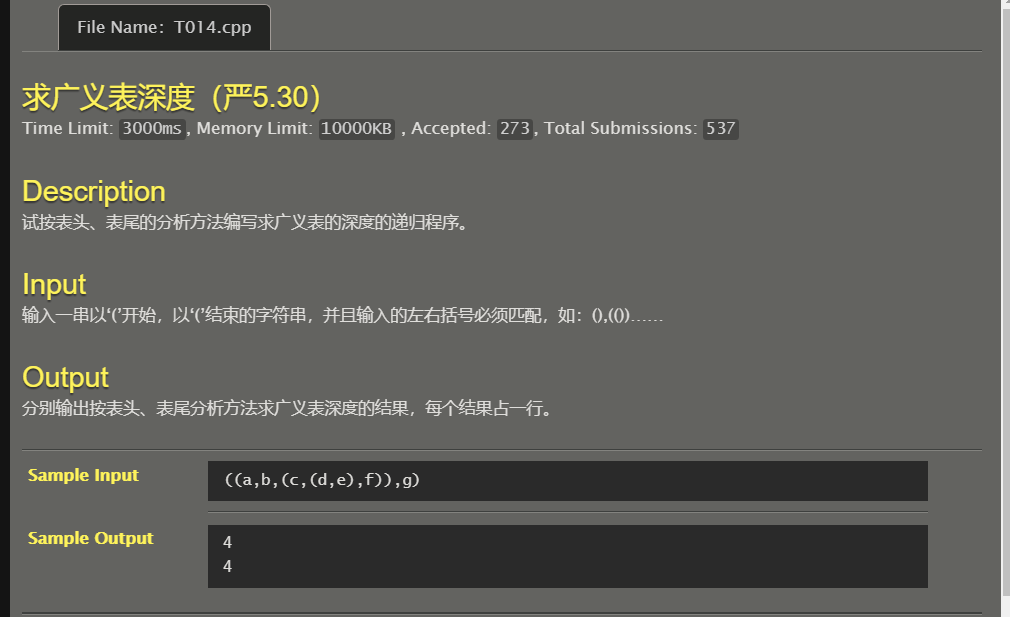 File Name: T014.cpp
求广义表深度（严5.30）
Time Limit: 3000ms, Memory Limit: 10000KB , Accepted: 273, Total Submissions: 537
Description
试按表头、表尾的分析方法编写求广义表的深度的递归程序。
Input
输入一串以‘(’开始，以‘(’结束的字符串，并且输入的左右括号必须匹配，如：(),(())……
Output
分别输出按表头、表尾分析方法求广义表深度的结果，每个结果占一行。
Sample Input
((a,b,(c,(d,e),f)),g)
Sample Output
4
4